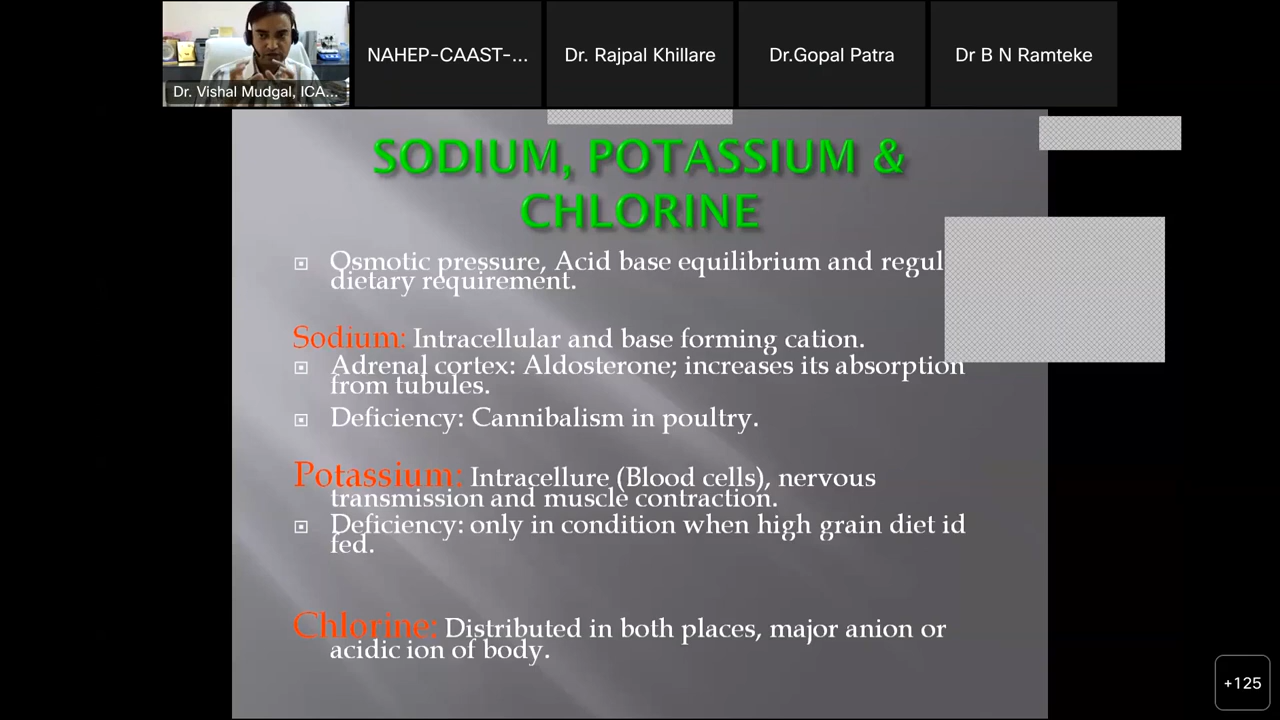 Dr. Vishal Mudgal, ICA...
NAHEP-CAAST-...
Dr. Rajpal Khillare
Dr.Gopal Patra
Dr B N Ramteke
SODIUM, POTASSIUM &
CHLORINE
Osmotic pressure, Acid base equilibrium and
dietary requirement.
Sodium: Intracellular and base forming cation.
Adrenal cortex: Aldosterone; increases its absorption
from tubules.
Deficiency: Cannibalism in poultry.
Potassium: Intracellure (Blood cells), nervous
transmission and muscle contraction.
Deficiency: only in condition when high grain diet id
fed.
Chlorine: Distributed in both places, major anion or
acidic ion of body.
+125